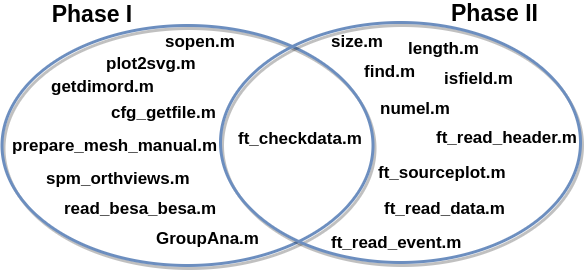 Phase I
Phase II
sopen.m
plot2svg.m
getdimord.m
cfg_getfile.m
prepare_mesh_manual.m
spm_orthviews.m
read_besa_besa.m
GroupAna.m
ft_checkdata.m
size.m
length.m
find.m
isfield.m
numel.m
ft_read_header.m
ft_sourceplot.m
ft_read_data.m
ft_read_event.m